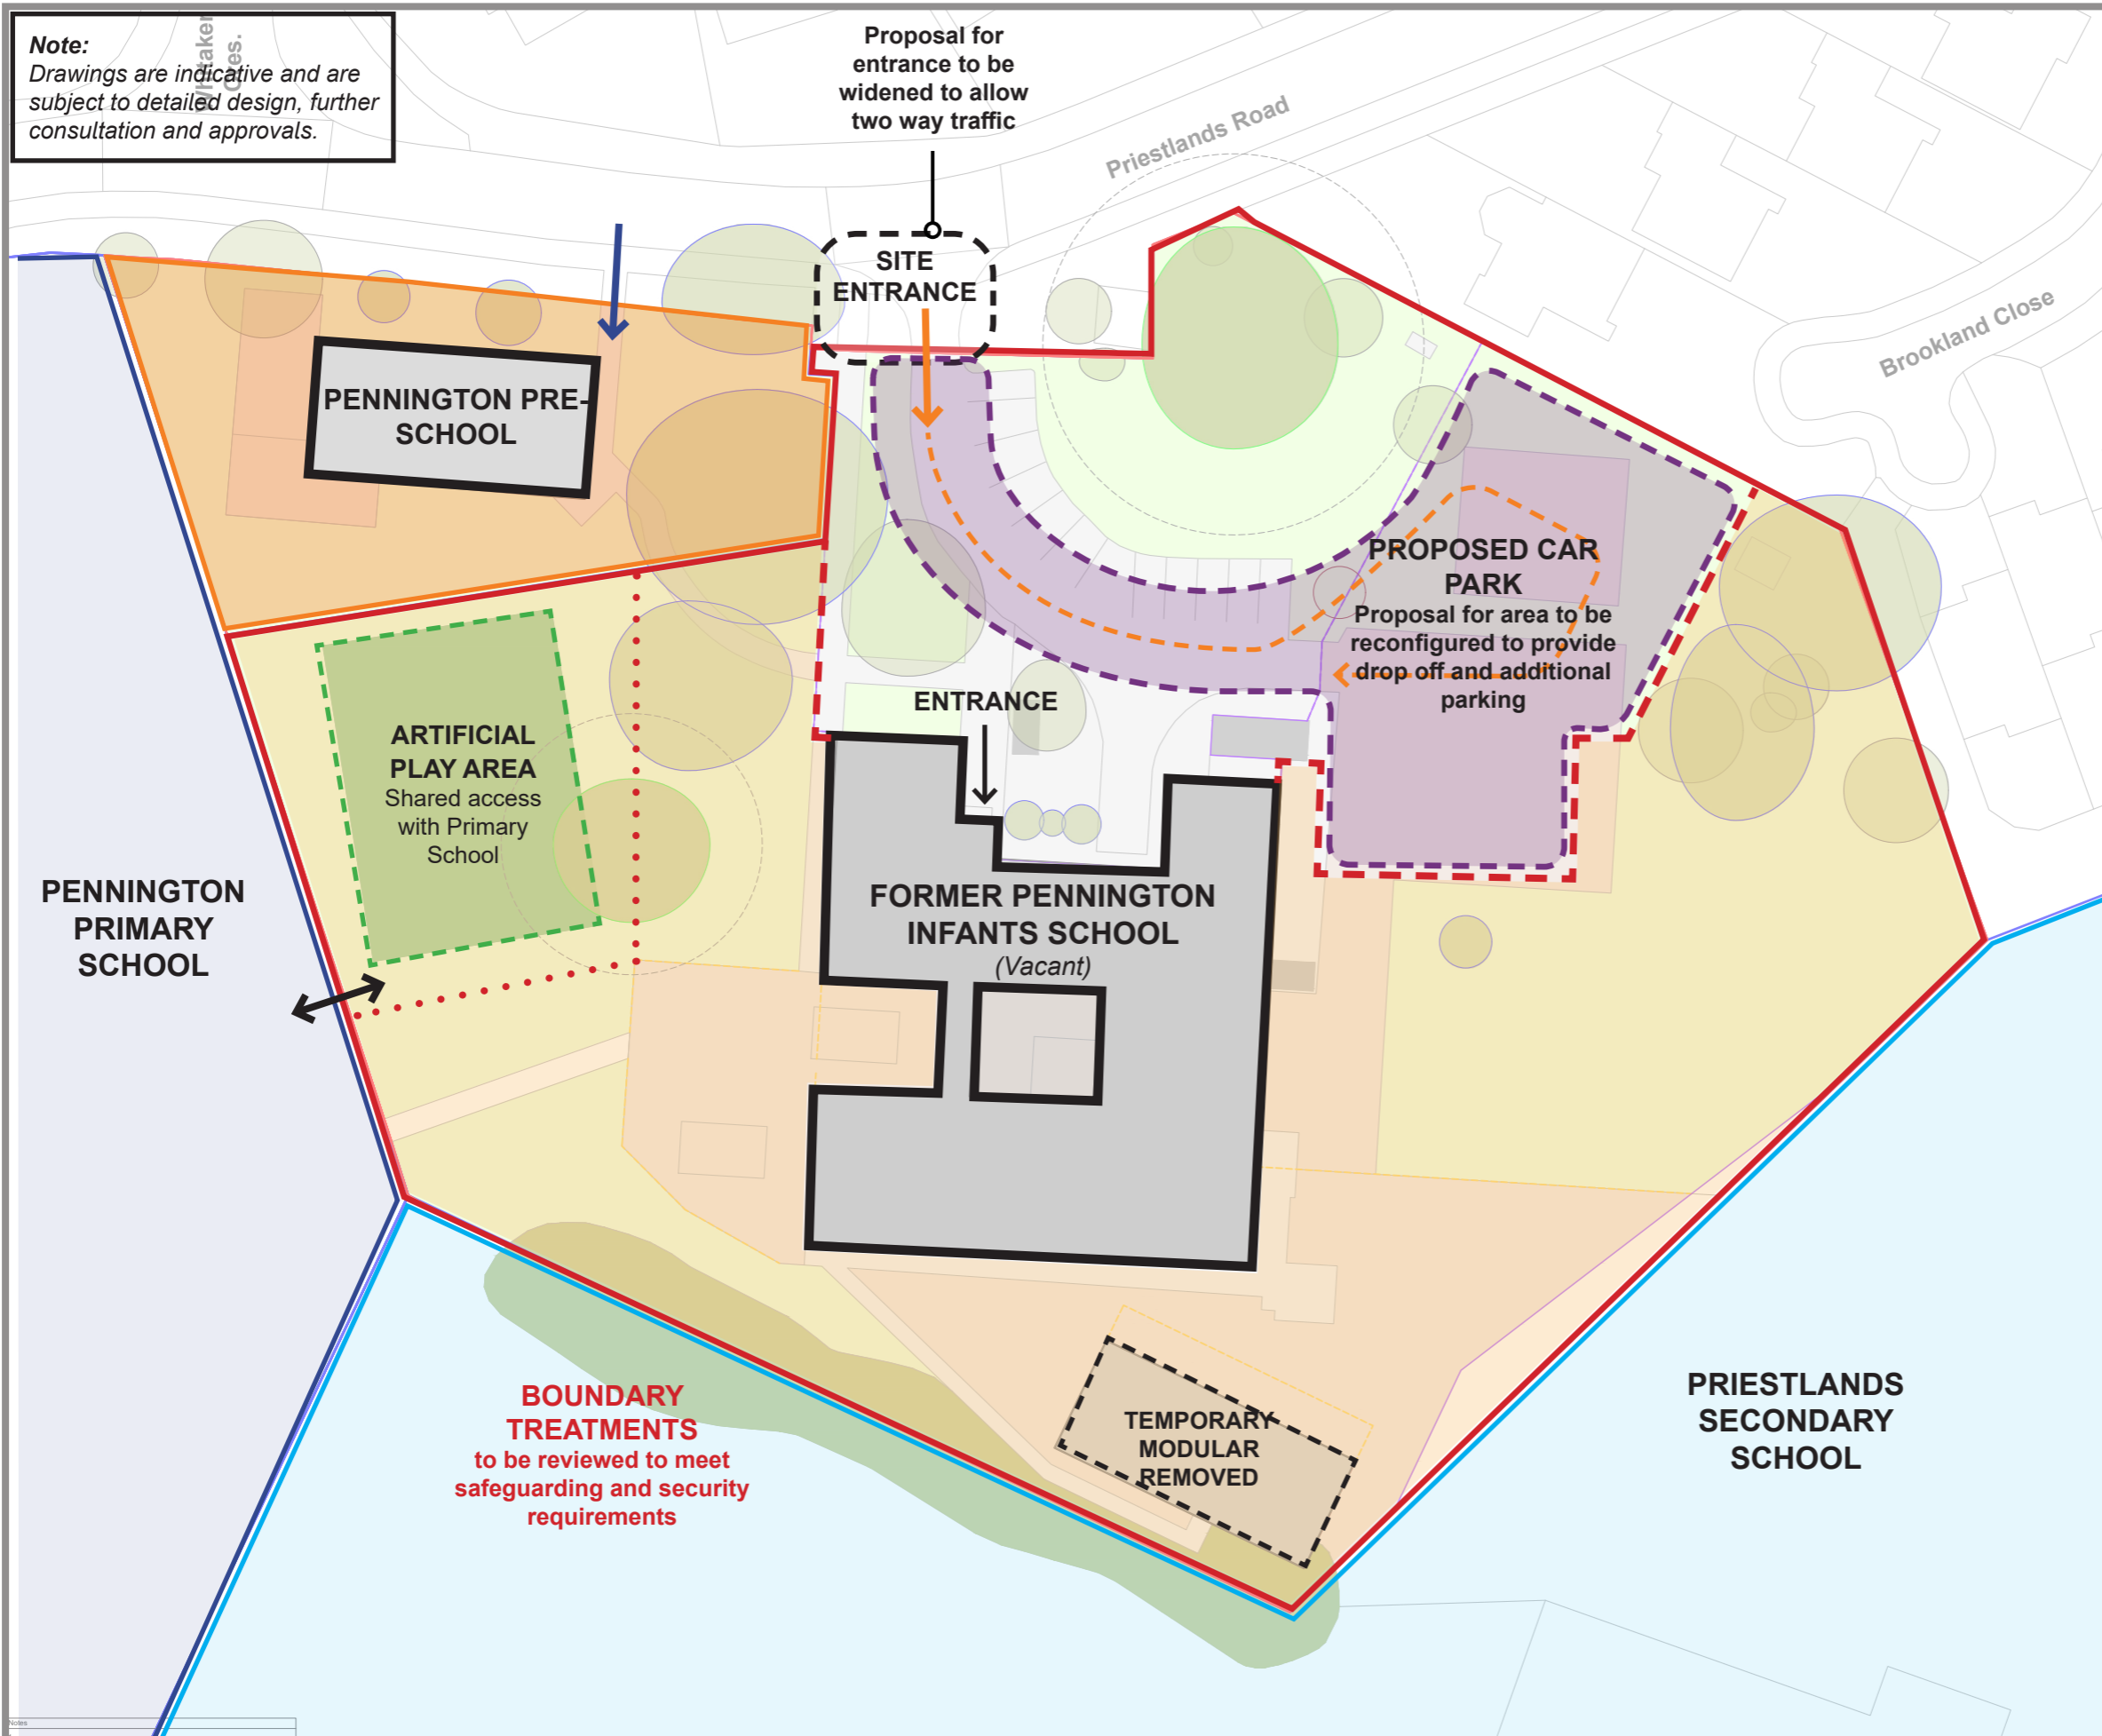 Note:
Drawings are indicative and are
subject to detailed design, further
consultation and approvals.
Whitaker
Cres.
Proposal for
entrance to be
widened to allow
two way traffic
Priestlands Road
Brookland Close
SITE
ENTRANCE
PENNINGTON PRE-
SCHOOL
PROPOSED CAR
PARK
Proposal for area to be
reconfigured to provide
drop off and additional
parking
ENTRANCE
ARTIFICIAL
PLAY AREA
Shared access
with Primary
School
PENNINGTON
PRIMARY
SCHOOL
FORMER PENNINGTON
INFANTS SCHOOL
(Vacant)
BOUNDARY
TREATMENTS
to be reviewed to meet
safeguarding and security
requirements
TEMPORARY
MODULAR
REMOVED
PRIESTLANDS
SECONDARY
SCHOOL
Notes